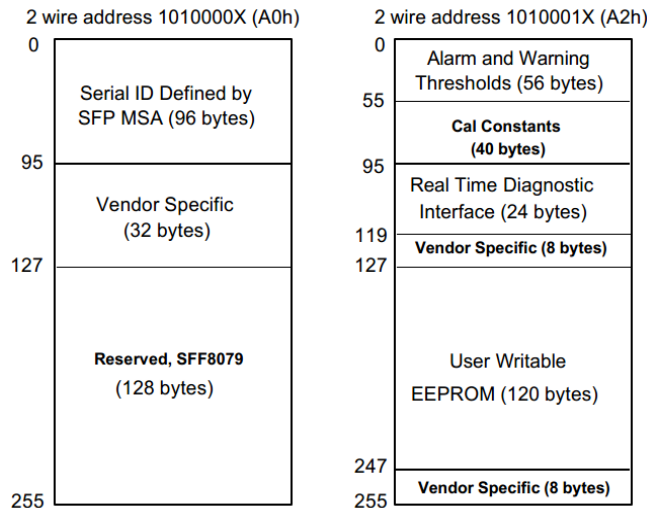 2 wire address 1010000X (A0h)
0
Serial ID Defined by
SFP MSA (96 bytes)
95
Vendor Specific
(32 bytes)
127
Reserved, SFF8079
(128 bytes)
255
2 wire address 1010001X (A2h)
0
Alarm and Warning
Thresholds (56 bytes)
55
Cal Constants
(40 bytes)
95
Real Time Diagnostic
Interface (24 bytes)
119
Vendor Specific (8 bytes)
127
User Writable
EEPROM (120 bytes)
247
Vendor Specific (8 bytes)
255